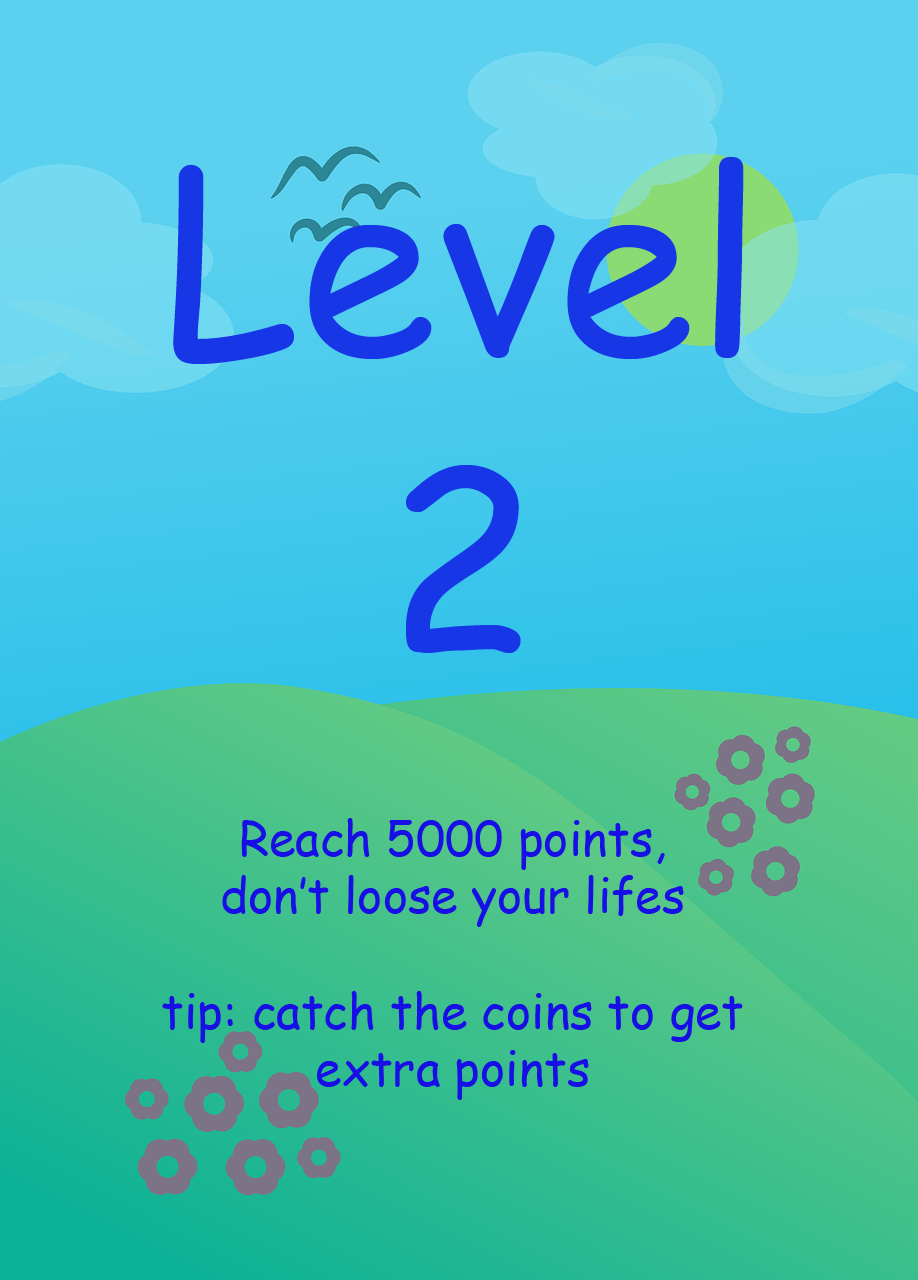 Level
2
Reach 5000 points,
don't loose your lifes
tip: catch the coins to get
extra points